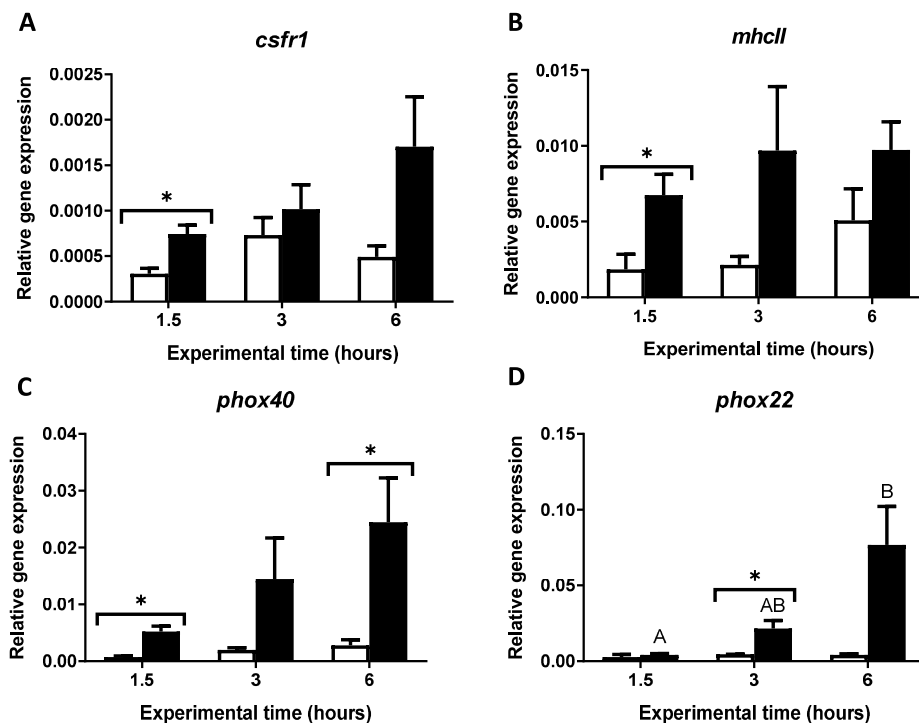 A
csfr1
Relative gene expression
0.0025
0.0020
0.0015
0.0010
0.0005
0.0000
*
1.5
3
6
Experimental time (hours)
B
mhcII
Relative gene expression
0.015
0.010
0.005
0.000
*
1.5
3
6
Experimental time (hours)
C
phox40
Relative gene expression
0.04
0.03
0.02
0.01
0.00
*
*
1.5
3
6
Experimental time (hours)
D
phox22
Relative gene expression
0.15
0.10
0.05
0.00
A
*
AB
B
1.5
3
6
Experimental time (hours)